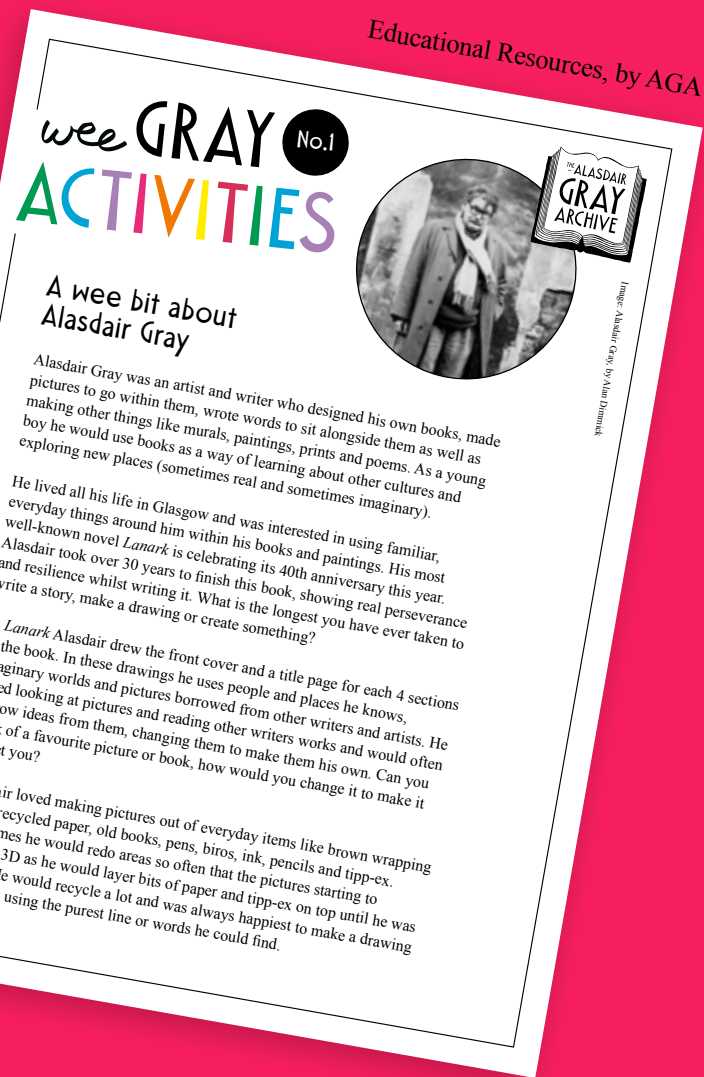 Educational Resources, by AGA
wee GRAY No.1
ACTIVITIES
THE ALASDAIR
GRAY
ARCHIVE
Image: Alasdair Gray, by Alan Dimmick
A wee bit about
Alasdair Gray
Alasdair Gray was an artist and writer who designed his own books, made
pictures to go within them, wrote words to sit alongside them as well as
making other things like murals, paintings, prints and poems. As a young
boy he would use books as a way of learning about other cultures and
exploring new places (sometimes real and sometimes imaginary).
He lived all his life in Glasgow and was interested in using familiar,
everyday things around him within his books and paintings. His most
well-known novel Lanark is celebrating its 40th anniversary this year.
Alasdair took over 30 years to finish this book, showing real perseverance
and resilience whilst writing it. What is the longest you have ever taken to
write a story, make a drawing or create something?
Lanark Alasdair drew the front cover and a title page for each 4 sections
the book. In these drawings he uses people and places he knows,
aginary worlds and pictures borrowed from other writers and artists. He
ed looking at pictures and reading other writers works and would often
ow ideas from them, changing them to make them his own. Can you
of a favourite picture or book, how would you change it to make it
t you?
ir loved making pictures out of everyday items like brown wrapping
recycled paper, old books, pens, biros, ink, pencils and tipp-ex.
mes he would redo areas so often that the pictures starting to
3D as he would layer bits of paper and tipp-ex on top until he was
He would recycle a lot and was always happiest to make a drawing
using the purest line or words he could find.